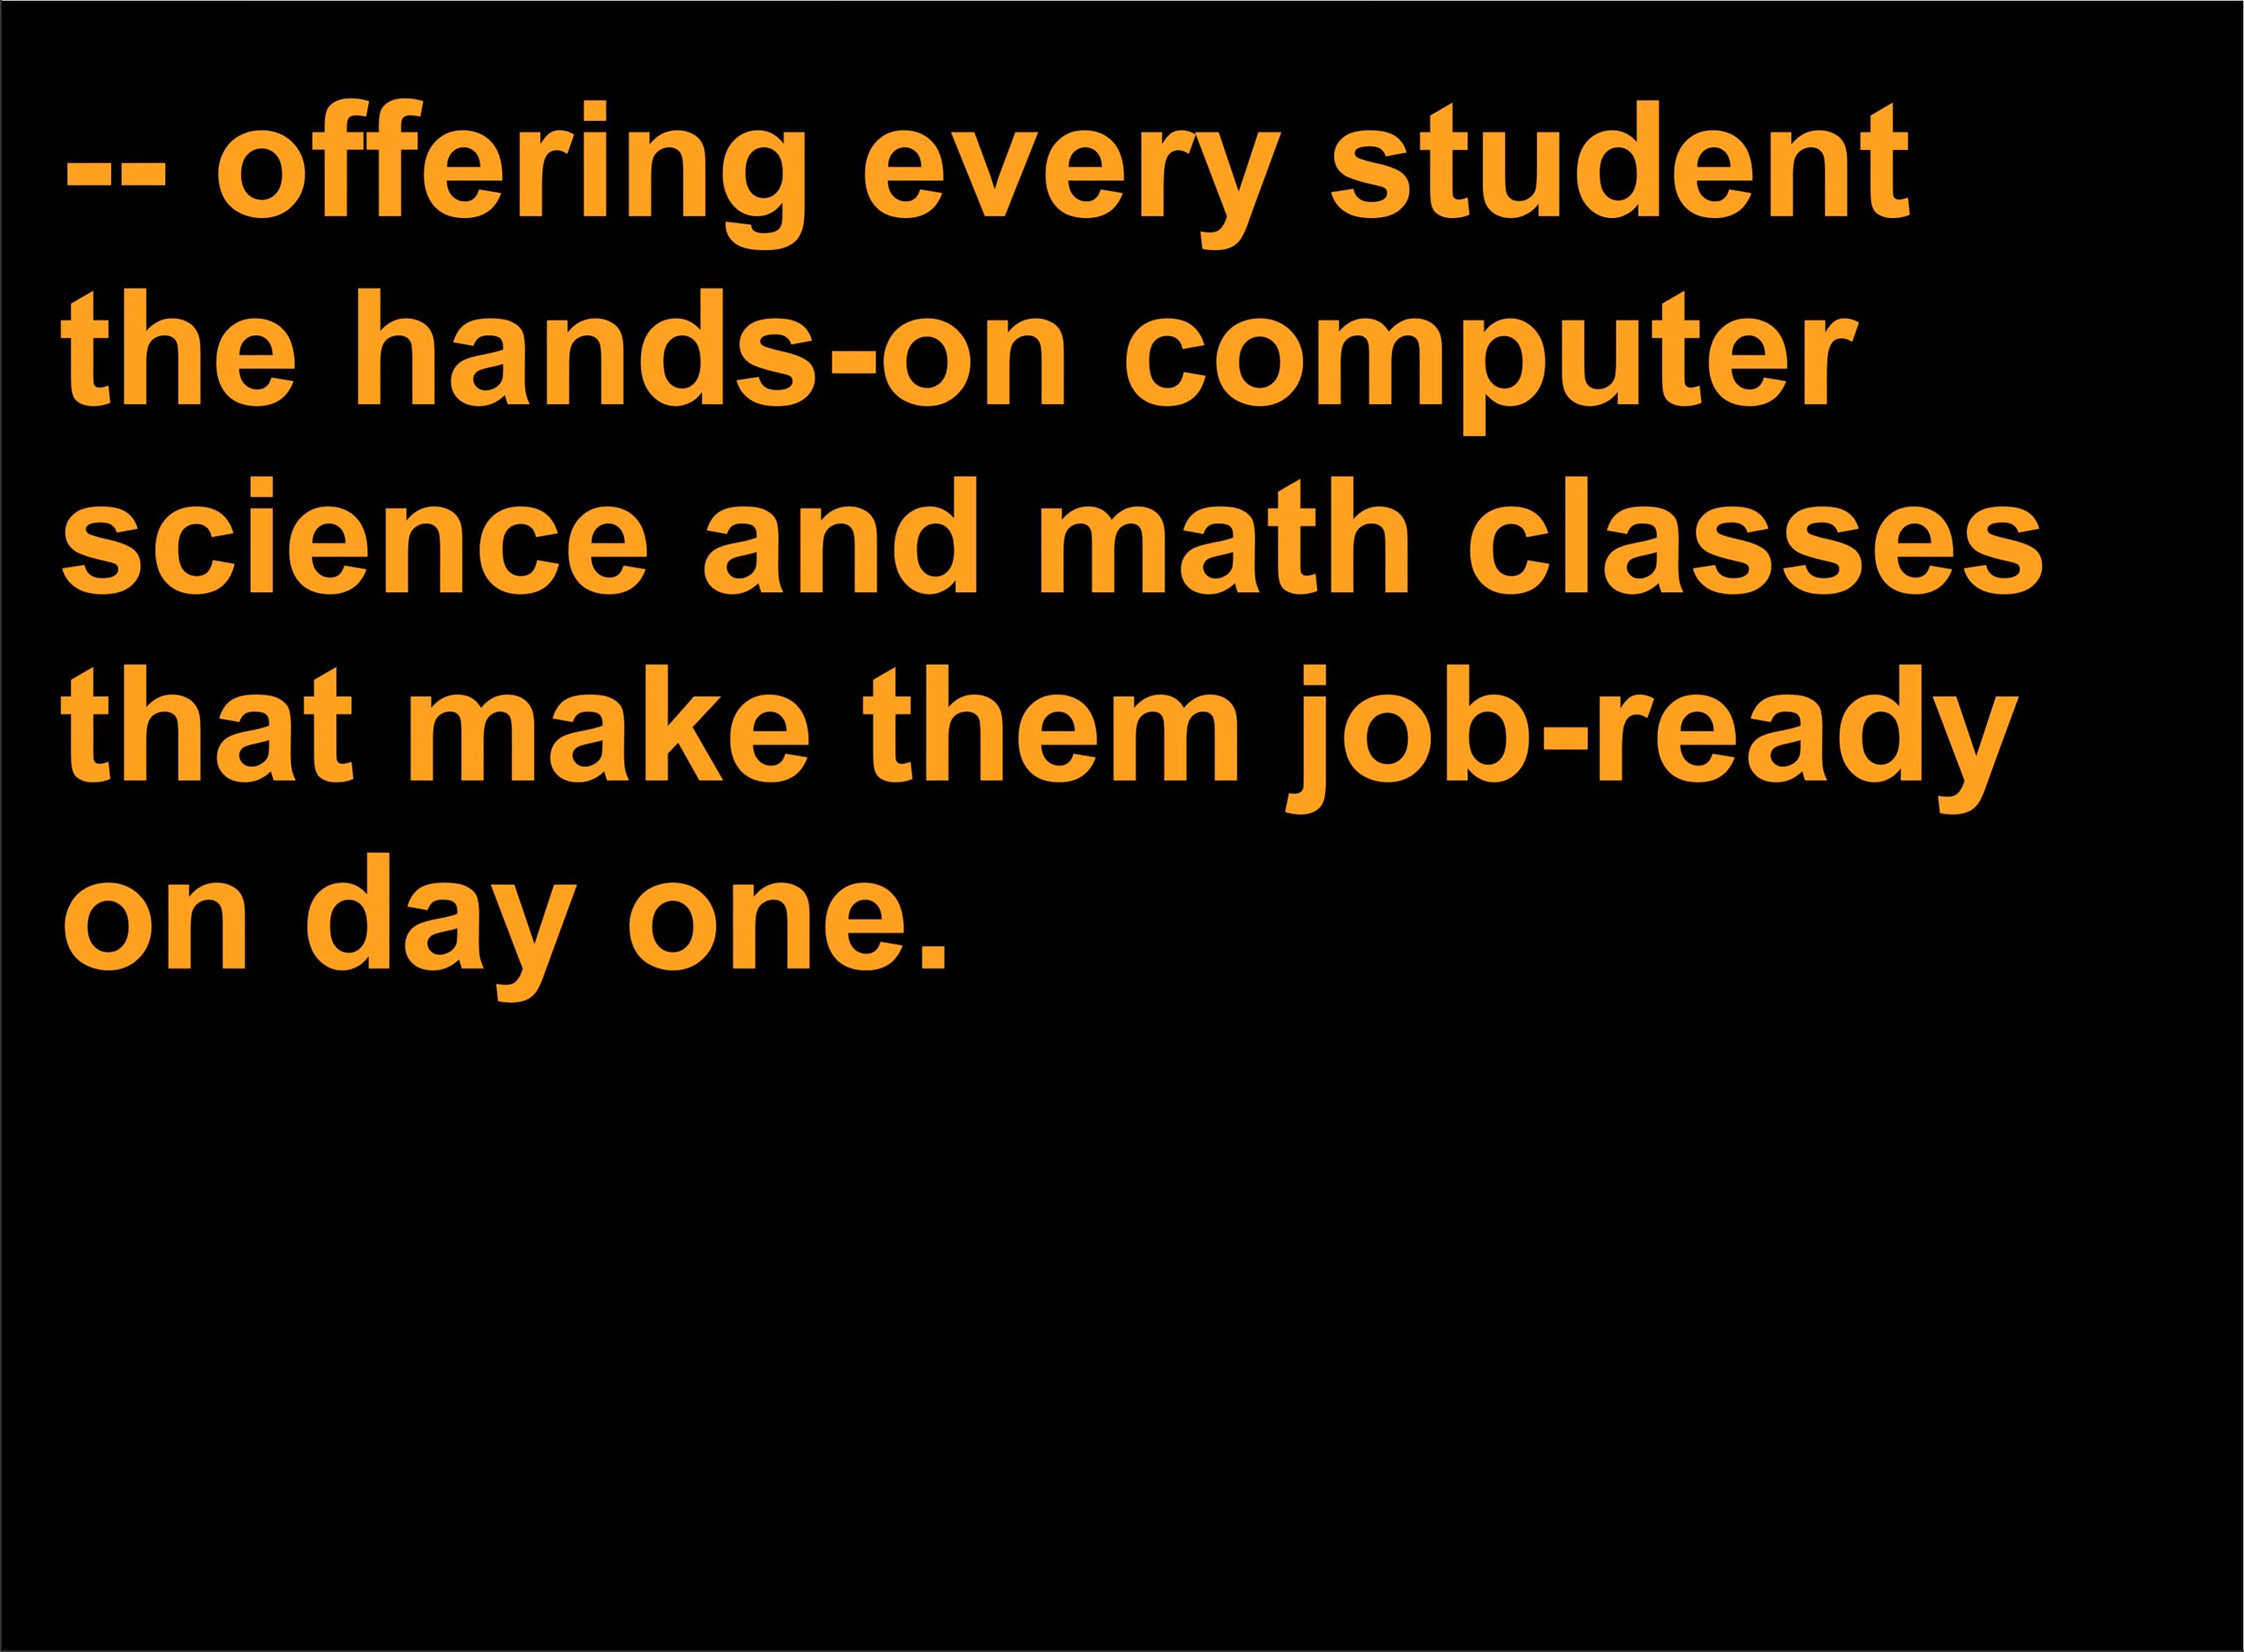 -- offering every student
the hands-on computer
science and math classes
that make them job-ready
on day one.